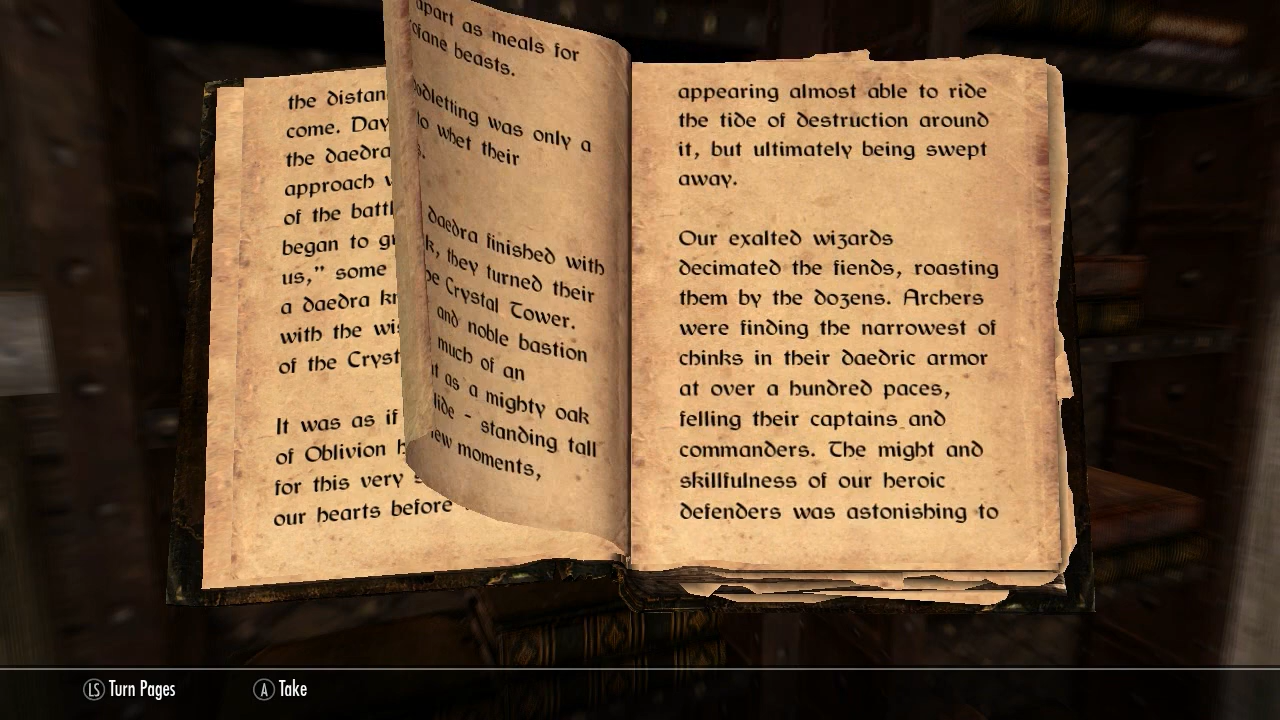 the distan
come. Day
the daedra
approach
of the battl
began to
us," some
a daedra
with the
of the Cryst
It was as if
of Oblivion
for this very
our hearts before
apart as meals for
ofane beasts.
odletting was only a
to whet their
s.
daedra finished with
k, they turned their
he Crystal Tower.
and noble bastion
much of an
it as a mighty oak
lide - standing tall
few moments,
appearing almost able to ride
the tide of destruction around
it, but ultimately being swept
away.
Our exalted wizards
decimated the fiends, roasting
them by the dozens. Archers
were finding the narrowest of
chinks in their daedric armor
at over a hundred paces,
felling their captains and
commanders. The might and
skillfulness of our heroic
defenders was astonishing to
LS Turn Pages
A Take